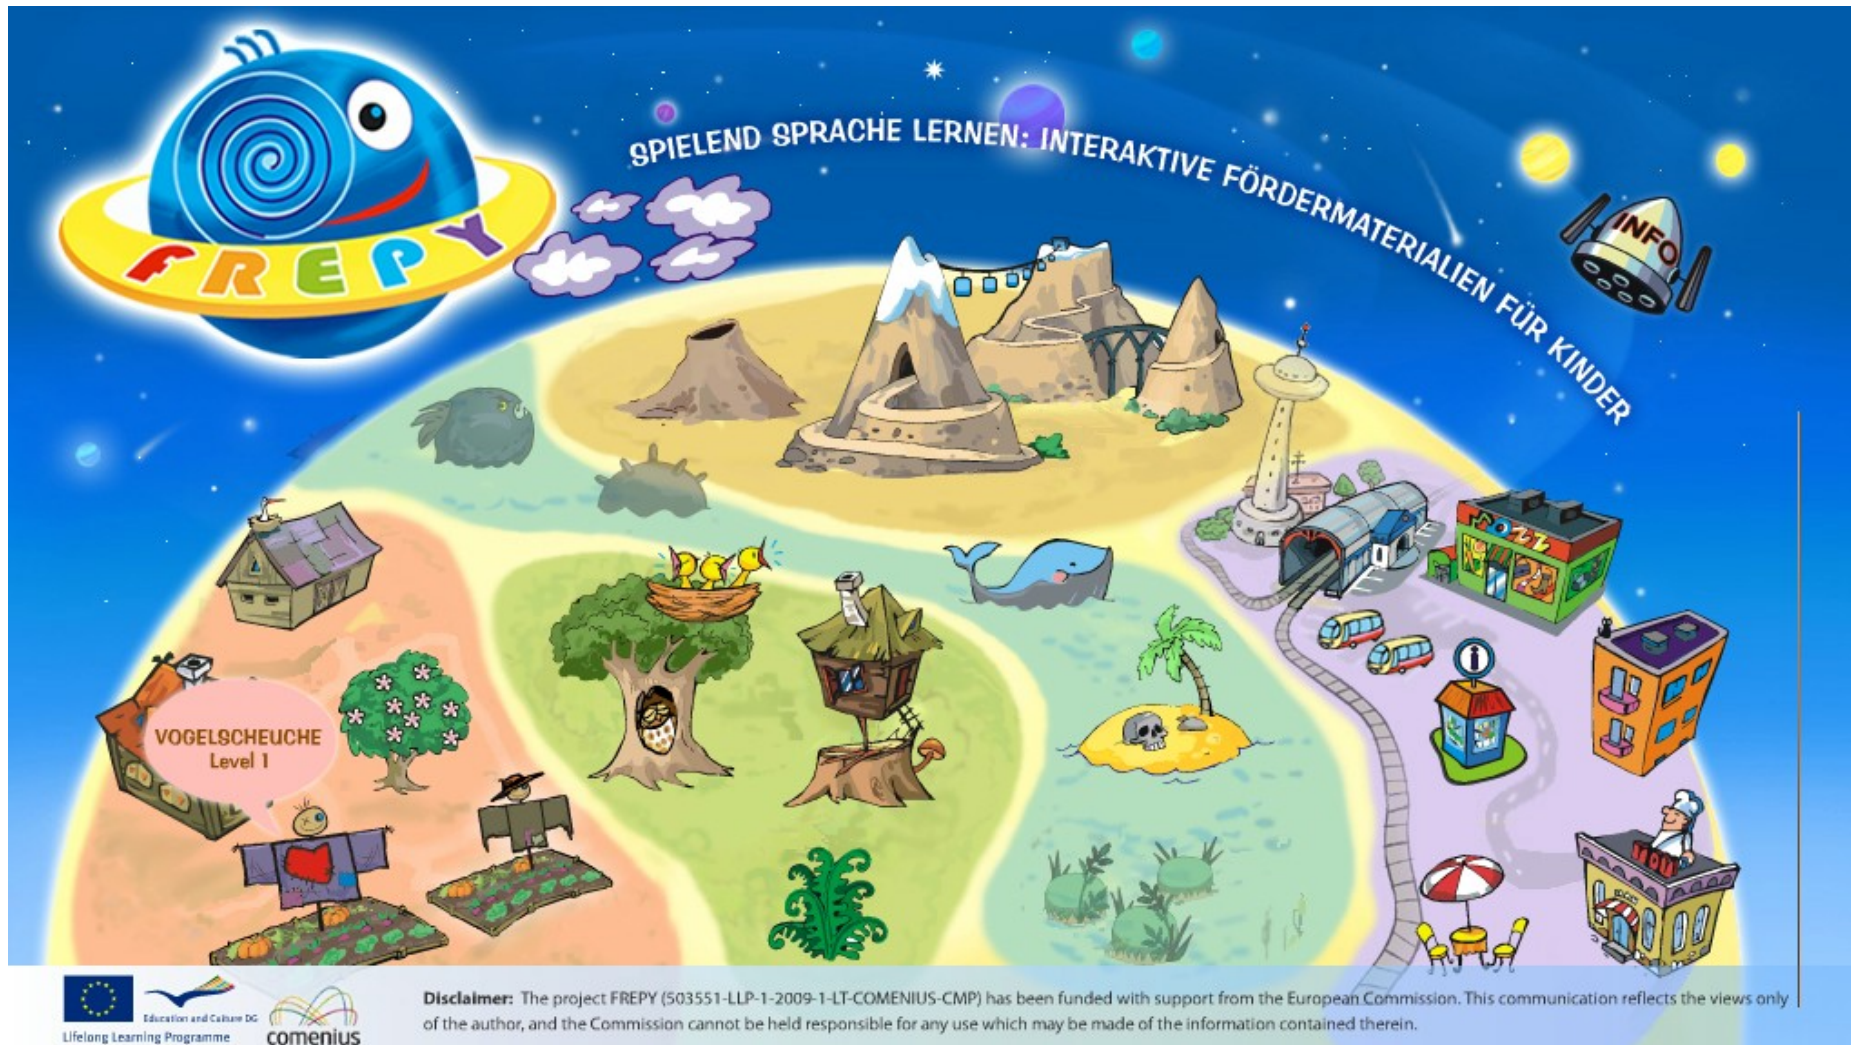 FREPY
SPIELEND SPRACHE LERNEN: INTERAKTIVE FÖRDERMATERIALIEN FÜR KINDER
INFO
VOGELSCHEUCHE
Level 1
i
Education and Culture DG
Lifelong Learning Programme
comenius
Disclaimer: The project FREPY (503551-LLP-1-2009-1-LT-COMENIUS-CMP) has been funded with support from the European Commission. This communication reflects the views only
of the author, and the Commission cannot be held responsible for any use which may be made of the information contained therein.